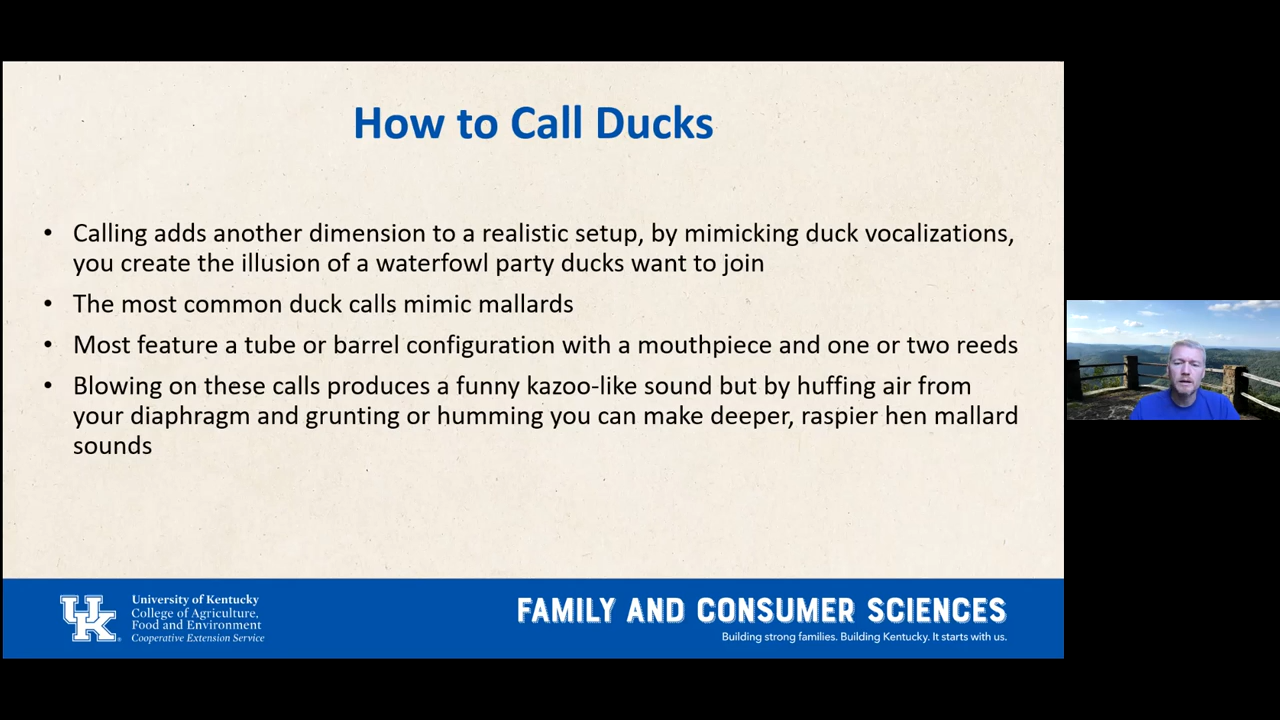 How to Call Ducks
• Calling adds another dimension to a realistic setup, by mimicking duck vocalizations,
you create the illusion of a waterfowl party ducks want to join
• The most common duck calls mimic mallards
• Most feature a tube or barrel configuration with a mouthpiece and one or two reeds
• Blowing on these calls produces a funny kazoo-like sound but by huffing air from
your diaphragm and grunting or humming you can make deeper, raspier hen mallard
sounds
UK
University of Kentucky
College of Agriculture,
Food and Environment
Cooperative Extension Service
FAMILY AND CONSUMER SCIENCES
Building strong families. Building Kentucky. It starts with us.